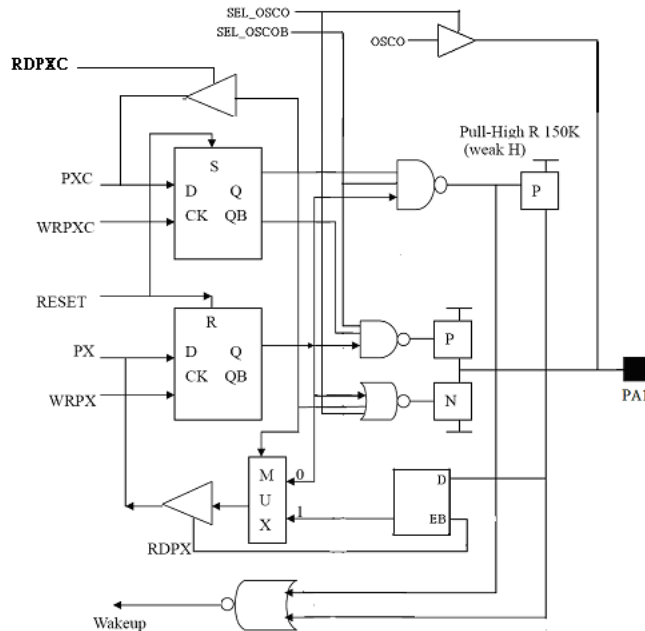 SEL_OSCO
SEL_OSCOB
OSCO
RDPXC
Pull-High R 150K
(weak H)
S
PXC
D Q
P
CK QB
WRPXC
RESET
R
PX
D Q
P
CK QB
WRPX
N
M
U
X
0
1
D
EB
PA1
RDPX
Wakeup